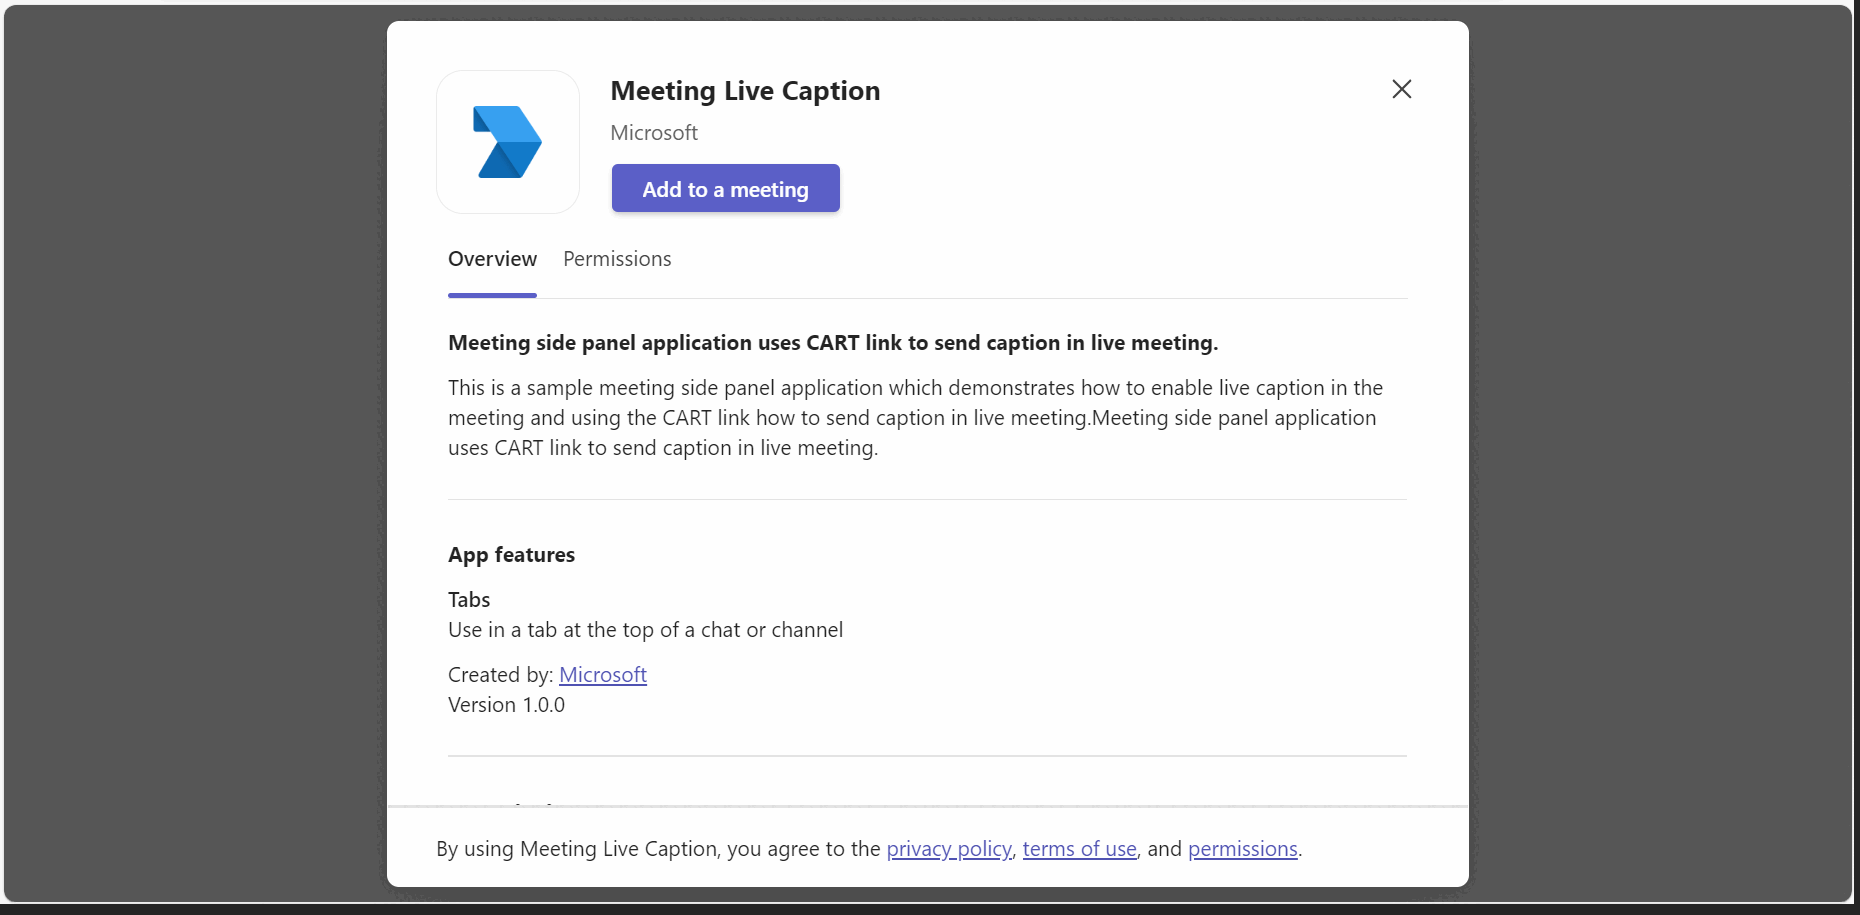 Meeting Live Caption
Microsoft
Add to a meeting
Overview Permissions
Meeting side panel application uses CART link to send caption in live meeting.
This is a sample meeting side panel application which demonstrates how to enable live caption in the
meeting and using the CART link how to send caption in live meeting.Meeting side panel application
uses CART link to send caption in live meeting.
App features
Tabs
Use in a tab at the top of a chat or channel
Created by: Microsoft
Version 1.0.0
By using Meeting Live Caption, you agree to the privacy policy, terms of use, and permissions.